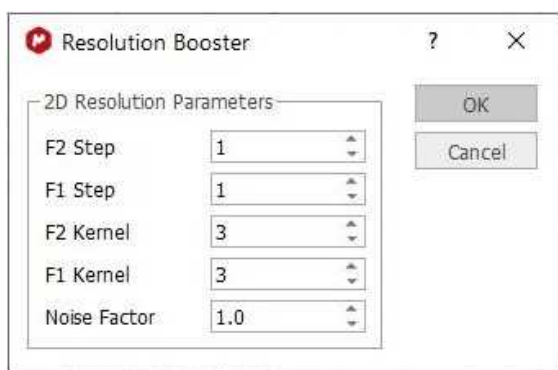 Resolution Booster ?
2D Resolution Parameters
OK
Cancel
F2 Step 1
F1 Step 1
F2 Kernel 3
F1 Kernel 3
Noise Factor 1.0